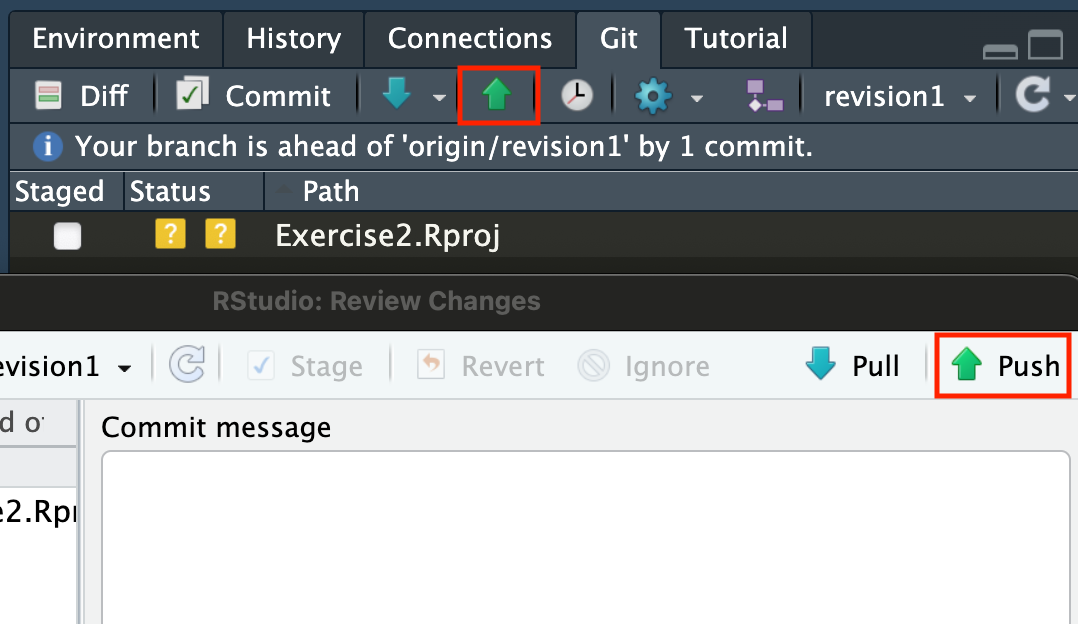 Environment History Connections Git Tutorial
Diff Commit revision1
Your branch is ahead of 'origin/revision1' by 1 commit.
Staged Status Path
? ? Exercise2.Rproj
RStudio: Review Changes
evision1 Stage Revert Ignore Pull Push
d o
Commit message
e2.Rp